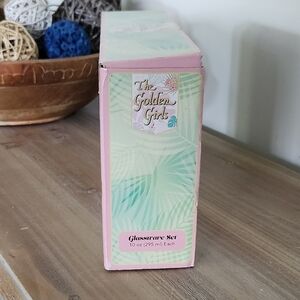 The
Golden
Girls
Glassware Set
10 oz (295 ml) Each